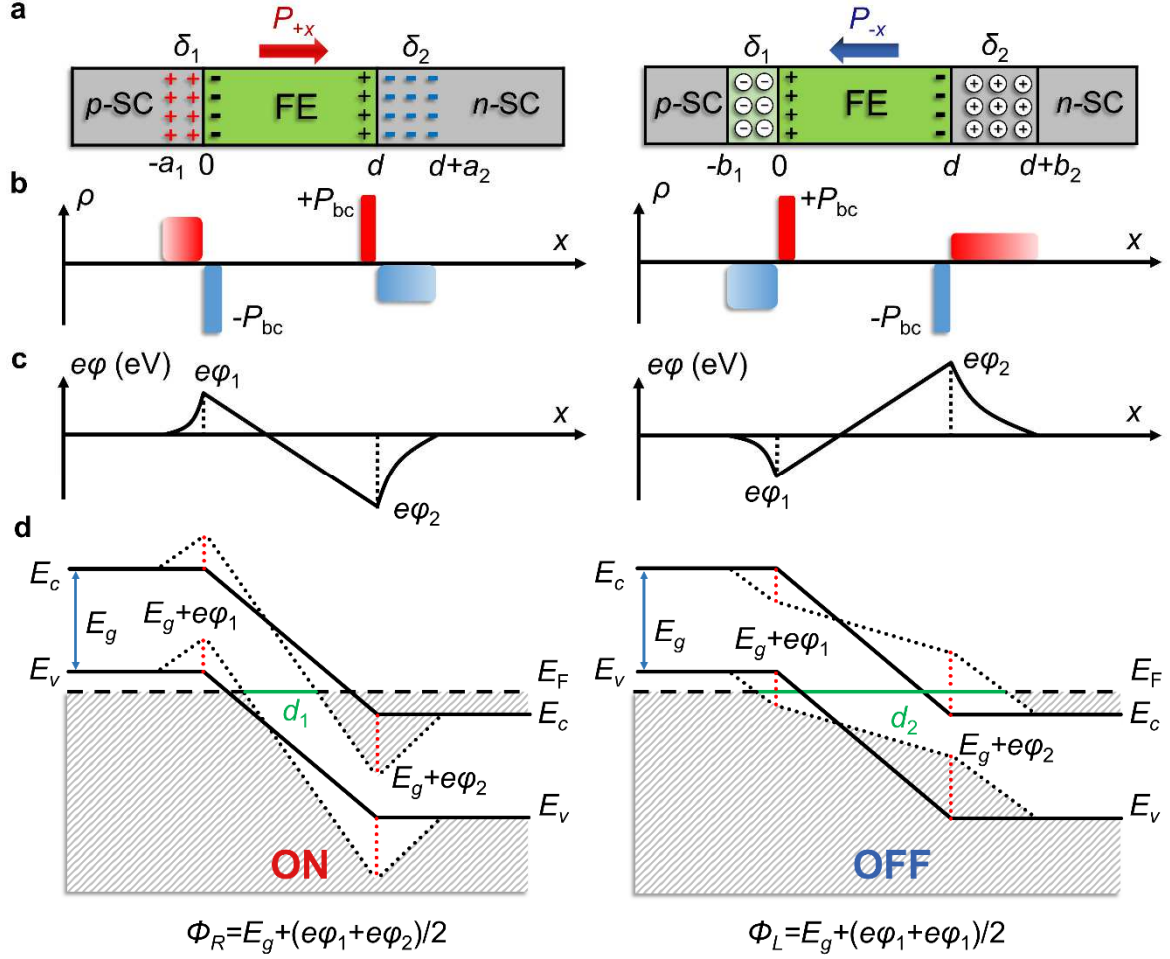 a
P+x
P-x
δ1
δ2
δ1
δ2
p-SC
+ +
-
FE
+
- - -
n-SC
p-SC
- -
+
FE
-
+ + +
n-SC
+ +
-
+
- - -
- -
+
-
+ + +
+ +
-
+
- - -
- -
+
-
+ + +
+ +
-
+
- - -
- -
+
-
+ + +
-a1
0
d
d+a2
-b1
0
d
d+b2
b
ρ
+Pbc
x
-Pbc
ρ
+Pbc
x
-Pbc
c
eφ (eV)
eφ1
x
eφ2
eφ (eV)
eφ2
x
eφ1
d
Ec
Eg
Eg+eφ1
Ev
EF
d1
Ec
Eg+eφ2
Ev
ON
Ec
Eg
Eg+eφ1
Ev
EF
d2
Ec
Eg+eφ2
Ev
OFF
ΦR=Eg+(eφ1+eφ2)/2
ΦL=Eg+(eφ1+eφ1)/2